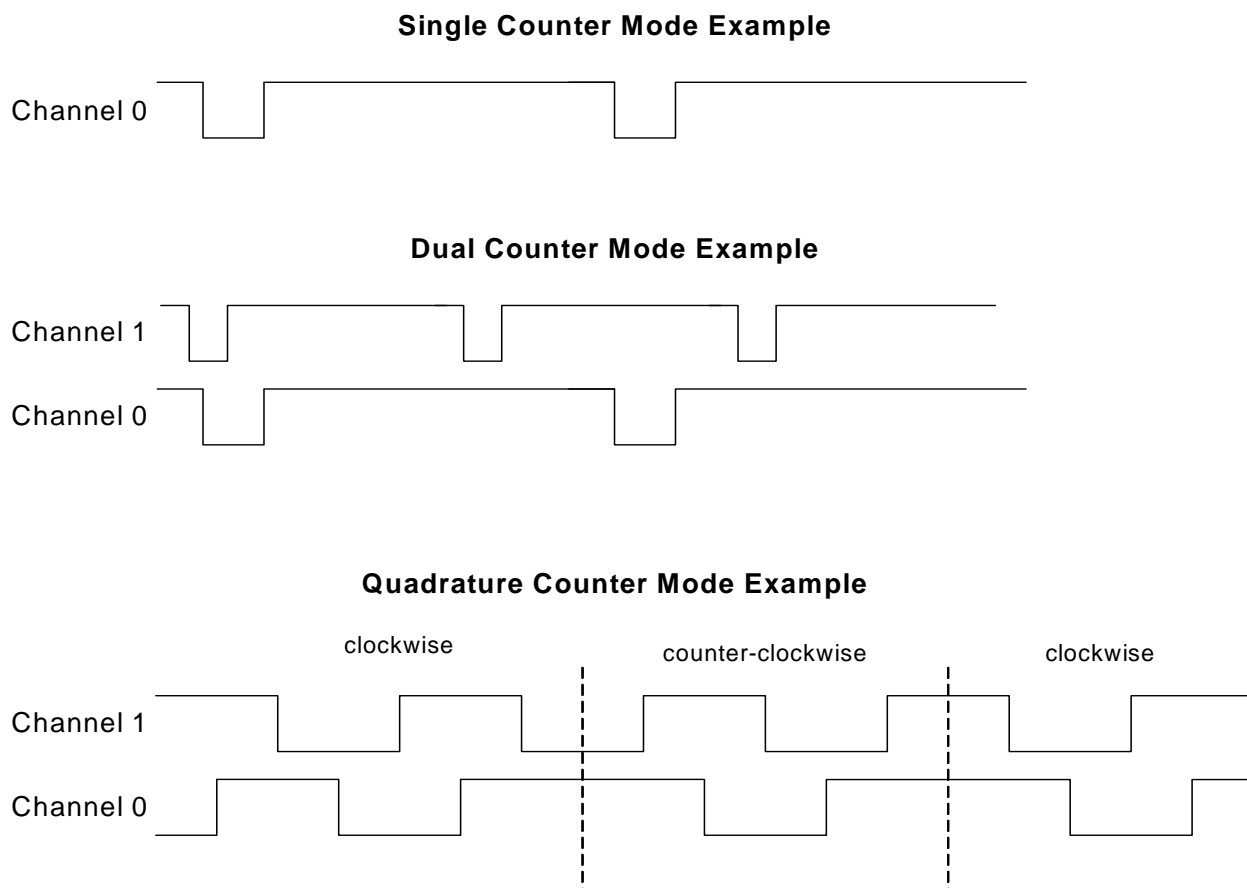 Single Counter Mode Example
Channel 0
Dual Counter Mode Example
Channel 1
Channel 0
Quadrature Counter Mode Example
clockwise
counter-clockwise
clockwise
Channel 1
Channel 0